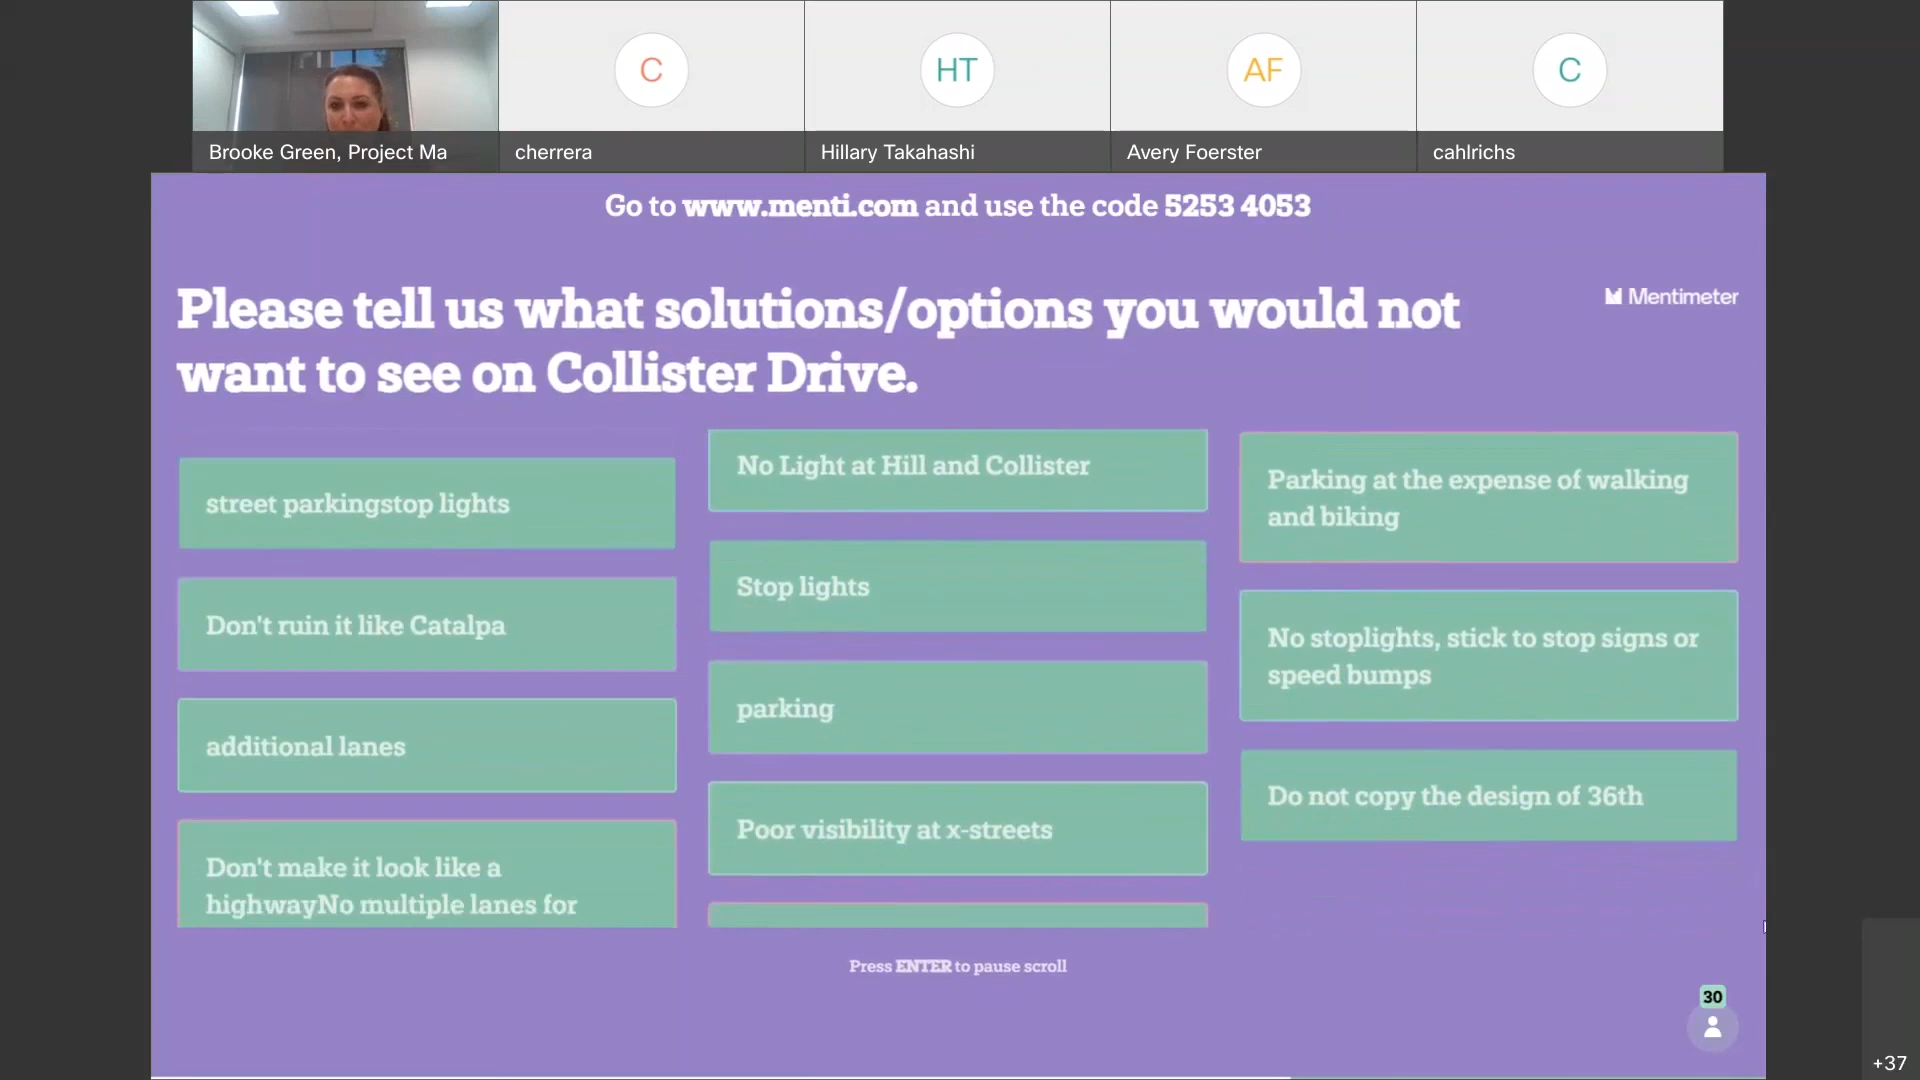 C
HT
AF
C
Brooke Green, Project Ma
cherrera
Hillary Takahashi
Avery Foerster
cahlrichs
Go to www.menti.com and use the code 5253 4053
Please tell us what solutions/options you would not
want to see on Collister Drive.
Mentimeter
street parkingstop lights
Don't ruin it like Catalpa
additional lanes
Don't make it look like a
highwayNo multiple lanes for
No Light at Hill and Collister
Stop lights
parking
Poor visibility at x-streets
Parking at the expense of walking
and biking
No stoplights, stick to stop signs or
speed bumps
Do not copy the design of 36th
Press ENTER to pause scroll
30
+37